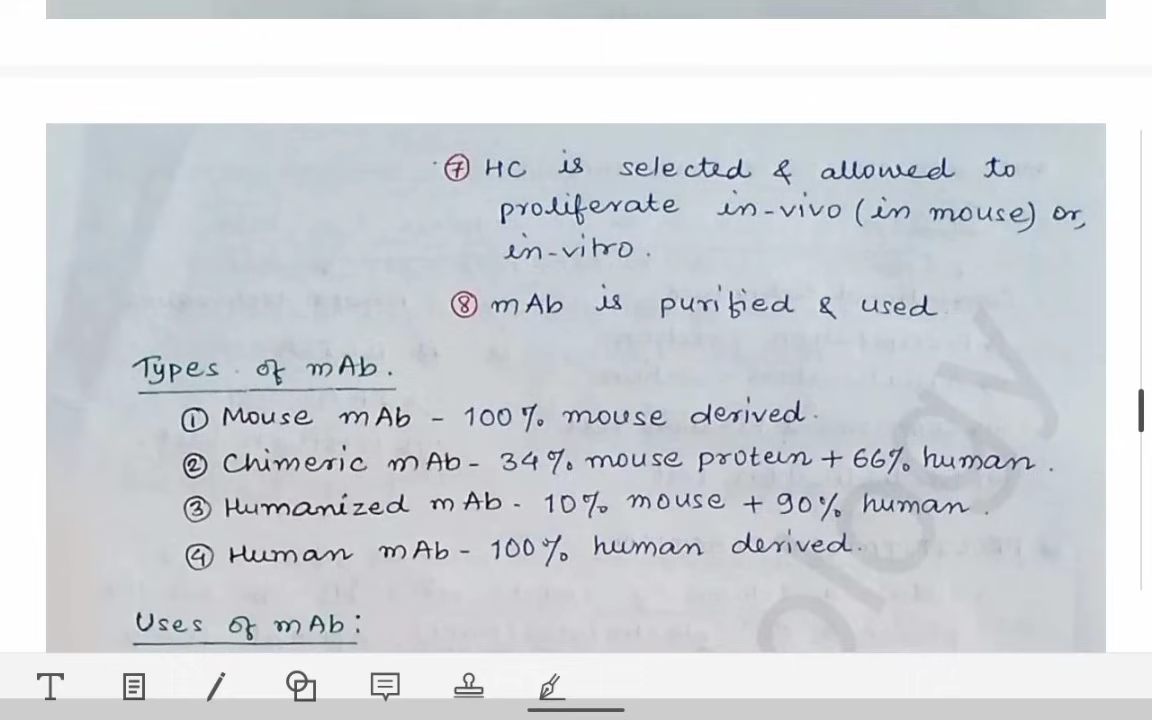 ⑦ HC is selected & allowed to
proliferate in-vivo (in mouse) or,
in-vitro.
⑧ mAb is purified & used
Types of mAb.
① Mouse mAb - 100% mouse derived.
② Chimeric mAb - 34% mouse protein + 66% human.
③ Humanized mAb - 10% mouse + 90% human.
④ Human mAb - 100% human derived.
Uses of mAb:
ology
T